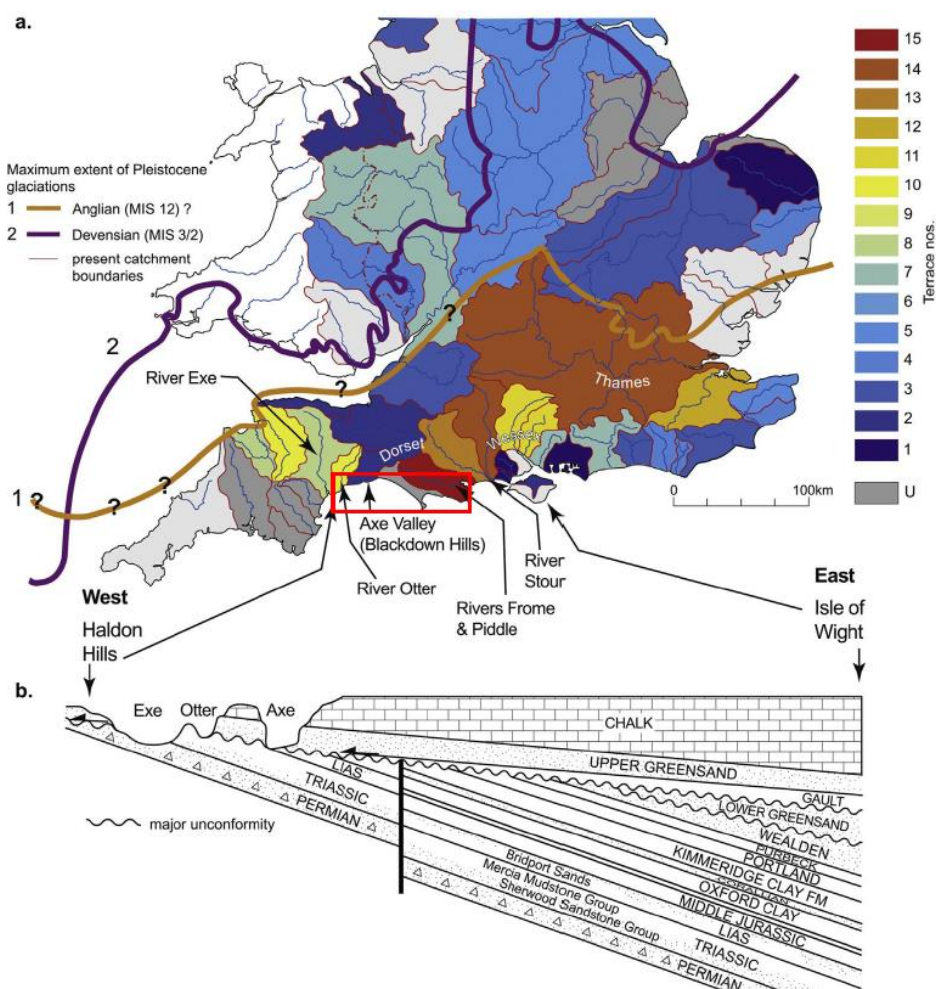 a.
Maximum extent of Pleistocene
glaciations
1 Anglian (MIS 12) ?
2 Devensian (MIS 3/2)
present catchment
boundaries
2
1
?
?
?
?
?
?
River Exe
Dorset
Wessex
Thames
Axe Valley
(Blackdown Hills)
River Otter
River
Stour
Rivers Frome
& Piddle
0 100km
15
14
13
12
11
10
9
8
7
6
5
4
3
2
1
U
Terrace nos.
West
Haldon
Hills
East
Isle of
Wight
b.
Exe Otter Axe
CHALK
UPPER GREENSAND
GAULT
LOWER GREENSAND
WEALDEN
PURBECK
PORTLAND
KIMMERIDGE CLAY FM
OXFORD CLAY
MIDDLE JURASSIC
LIAS
TRIASSIC
PERMIAN
LIAS
TRIASSIC
PERMIAN
Bridport Sands
Mercia Mudstone Group
Sherwood Sandstone Group
major unconformity